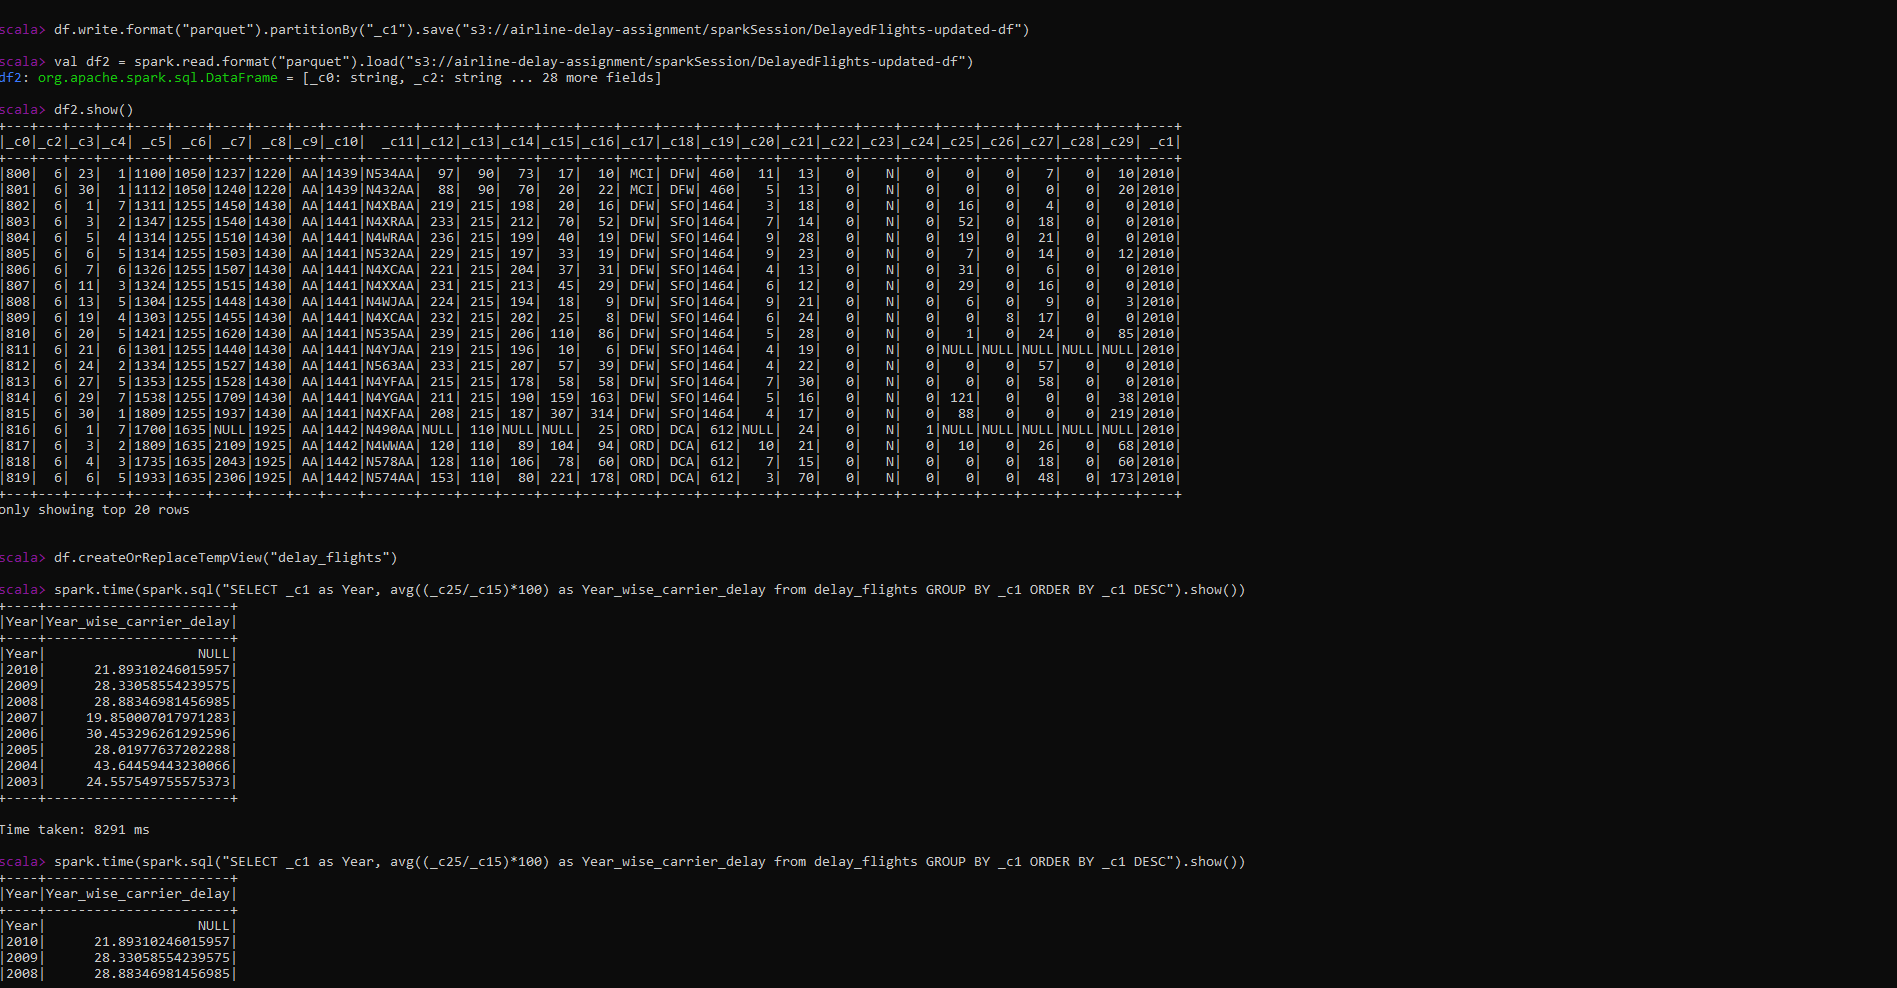 scala> df.write.format("parquet").partitionBy("_c1").save("s3://airline-delay-assignment/sparkSession/DelayedFlights-updated-df")
scala> val df2 = spark.read.format("parquet").load("s3://airline-delay-assignment/sparkSession/DelayedFlights-updated-df")
df2: org.apache.spark.sql.DataFrame = [_c0: string, _c2: string ... 28 more fields]
scala> df2.show()
+---+---+---+---+----+----+----+----+---+----+------+----+----+----+----+----+----+----+----+----+----+----+----+----+----+----+----+----+----+----+
|_c0|_c2|_c3|_c4| _c5| _c6| _c7| _c8|_c9|_c10|  _c11|_c12|_c13|_c14|_c15|_c16|_c17|_c18|_c19|_c20|_c21|_c22|_c23|_c24|_c25|_c26|_c27|_c28|_c29| _c1|
+---+---+---+---+----+----+----+----+---+----+------+----+----+----+----+----+----+----+----+----+----+----+----+----+----+----+----+----+----+----+
|800|  6| 23|  1|1100|1050|1237|1220| AA|1439|N534AA|  97|  90|  73|  17|  10| MCI| DFW| 460|  11|  13|   0|   N|   0|   0|   0|   7|   0|  10|2010|
|801|  6| 30|  1|1112|1050|1240|1220| AA|1439|N432AA|  88|  90|  70|  20|  22| MCI| DFW| 460|   5|  13|   0|   N|   0|   0|   0|   0|   0|  20|2010|
|802|  6|  1|  7|1311|1255|1450|1430| AA|1441|N4XBAA| 219| 215| 198|  20|  16| DFW| SFO|1464|   3|  18|   0|   N|   0|  16|   0|   4|   0|   0|2010|
|803|  6|  3|  2|1347|1255|1540|1430| AA|1441|N4XRAA| 233| 215| 212|  70|  52| DFW| SFO|1464|   7|  14|   0|   N|   0|  52|   0|  18|   0|   0|2010|
|804|  6|  5|  4|1314|1255|1510|1430| AA|1441|N4WRAA| 236| 215| 199|  40|  19| DFW| SFO|1464|   9|  28|   0|   N|   0|  19|   0|  21|   0|   0|2010|
|805|  6|  6|  5|1314|1255|1503|1430| AA|1441|N532AA| 229| 215| 197|  33|  19| DFW| SFO|1464|   9|  23|   0|   N|   0|   7|   0|  14|   0|  12|2010|
|806|  6|  7|  6|1326|1255|1507|1430| AA|1441|N4XCAA| 221| 215| 204|  37|  31| DFW| SFO|1464|   4|  13|   0|   N|   0|  31|   0|   6|   0|   0|2010|
|807|  6| 11|  3|1324|1255|1515|1430| AA|1441|N4XXAA| 231| 215| 213|  45|  29| DFW| SFO|1464|   6|  12|   0|   N|   0|  29|   0|  16|   0|   0|2010|
|808|  6| 13|  5|1304|1255|1448|1430| AA|1441|N4WJAA| 224| 215| 194|  18|   9| DFW| SFO|1464|   9|  21|   0|   N|   0|   6|   0|   9|   0|   3|2010|
|809|  6| 19|  4|1303|1255|1455|1430| AA|1441|N4XCAA| 232| 215| 202|  25|   8| DFW| SFO|1464|   6|  24|   0|   N|   0|   0|   8|  17|   0|   0|2010|
|810|  6| 20|  5|1421|1255|1620|1430| AA|1441|N535AA| 239| 215| 206| 110|  86| DFW| SFO|1464|   5|  28|   0|   N|   0|   1|   0|  24|   0|  85|2010|
|811|  6| 21|  6|1301|1255|1440|1430| AA|1441|N4YJAA| 219| 215| 196|  10|   6| DFW| SFO|1464|   4|  19|   0|   N|   0|NULL|NULL|NULL|NULL|NULL|2010|
|812|  6| 24|  2|1334|1255|1527|1430| AA|1441|N563AA| 233| 215| 207|  57|  39| DFW| SFO|1464|   4|  22|   0|   N|   0|   0|   0|  57|   0|   0|2010|
|813|  6| 27|  5|1353|1255|1528|1430| AA|1441|N4YFAA| 215| 215| 178|  58|  58| DFW| SFO|1464|   7|  30|   0|   N|   0|   0|   0|  58|   0|   0|2010|
|814|  6| 29|  7|1538|1255|1709|1430| AA|1441|N4YGAA| 211| 215| 190| 159| 163| DFW| SFO|1464|   5|  16|   0|   N|   0| 121|   0|   0|   0|  38|2010|
|815|  6| 30|  1|1809|1255|1937|1430| AA|1441|N4XFAA| 208| 215| 187| 307| 314| DFW| SFO|1464|   4|  17|   0|   N|   0|  88|   0|   0|   0| 219|2010|
|816|  6|  1|  7|1700|1635|NULL|1925| AA|1442|N490AA|NULL| 110|NULL|NULL|  25| ORD| DCA| 612|NULL|  24|   0|   N|   1|NULL|NULL|NULL|NULL|NULL|2010|
|817|  6|  3|  2|1809|1635|2109|1925| AA|1442|N4WWAA| 120| 110|  89| 104|  94| ORD| DCA| 612|  10|  21|   0|   N|   0|  10|   0|  26|   0|  68|2010|
|818|  6|  4|  3|1735|1635|2043|1925| AA|1442|N578AA| 128| 110| 106|  78|  60| ORD| DCA| 612|   7|  15|   0|   N|   0|   0|   0|  18|   0|  60|2010|
|819|  6|  6|  5|1933|1635|2306|1925| AA|1442|N574AA| 153| 110|  80| 221| 178| ORD| DCA| 612|   3|  70|   0|   N|   0|   0|   0|  48|   0| 173|2010|
+---+---+---+---+----+----+----+----+---+----+------+----+----+----+----+----+----+----+----+----+----+----+----+----+----+----+----+----+----+----+
only showing top 20 rows
scala> df.createOrReplaceTempView("delay_flights")
scala> spark.time(spark.sql("SELECT _c1 as Year, avg((_c25/_c15)*100) as Year_wise_carrier_delay from delay_flights GROUP BY _c1 ORDER BY _c1 DESC").show())
+----+-----------------------+
|Year|Year_wise_carrier_delay|
+----+-----------------------+
|Year|                   NULL|
|2010|      21.89310246015957|
|2009|      28.33058554239575|
|2008|      28.88346981456985|
|2007|     19.850007017971283|
|2006|     30.453296261292596|
|2005|      28.01977637202288|
|2004|      43.64459443230066|
|2003|     24.557549755575373|
+----+-----------------------+
Time taken: 8291 ms
scala> spark.time(spark.sql("SELECT _c1 as Year, avg((_c25/_c15)*100) as Year_wise_carrier_delay from delay_flights GROUP BY _c1 ORDER BY _c1 DESC").show())
+----+-----------------------+
|Year|Year_wise_carrier_delay|
+----+-----------------------+
|Year|                   NULL|
|2010|      21.89310246015957|
|2009|      28.33058554239575|
|2008|      28.88346981456985|